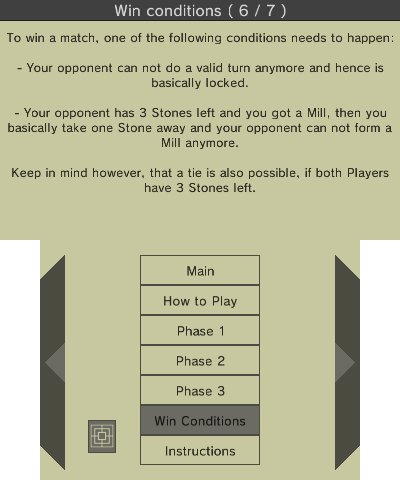 Win conditions ( 6 / 7 )
To win a match, one of the following conditions needs to happen:
- Your opponent can not do a valid turn anymore and hence is
basically locked.
- Your opponent has 3 Stones left and you got a Mill, then you
basically take one Stone away and your opponent can not form a
Mill anymore.
Keep in mind however, that a tie is also possible, if both Players
have 3 Stones left.
Main
How to Play
Phase 1
Phase 2
Phase 3
Win Conditions
Instructions